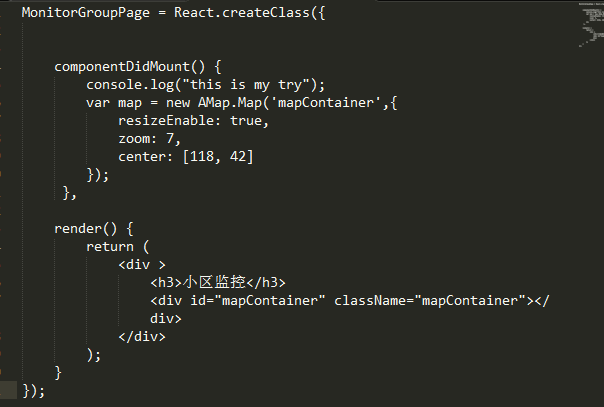 MonitorGroupPage = React.createClass({
componentDidMount() {
console.log("this is my try");
var map = new AMap.Map('mapContainer',{
resizeEnable: true,
zoom: 7,
center: [118, 42]
});
},
render() {
return (
<div >
<h3>小区监控</h3>
<div id="mapContainer" className="mapContainer"></
div>
</div>
);
}
});